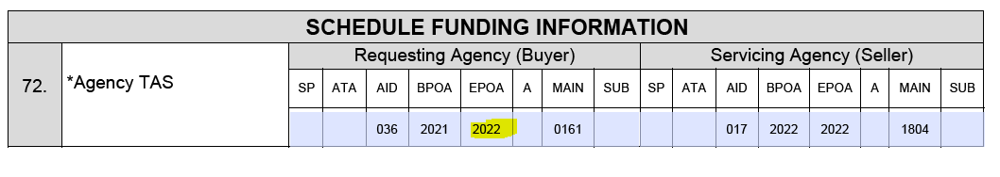 SCHEDULE FUNDING INFORMATION
72. *Agency TAS Requesting Agency (Buyer) Servicing Agency (Seller)
SP ATA AID BPOA EPOA A MAIN SUB SP ATA AID BPOA EPOA A MAIN SUB
036 2021 2022 0161 017 2022 2022 1804